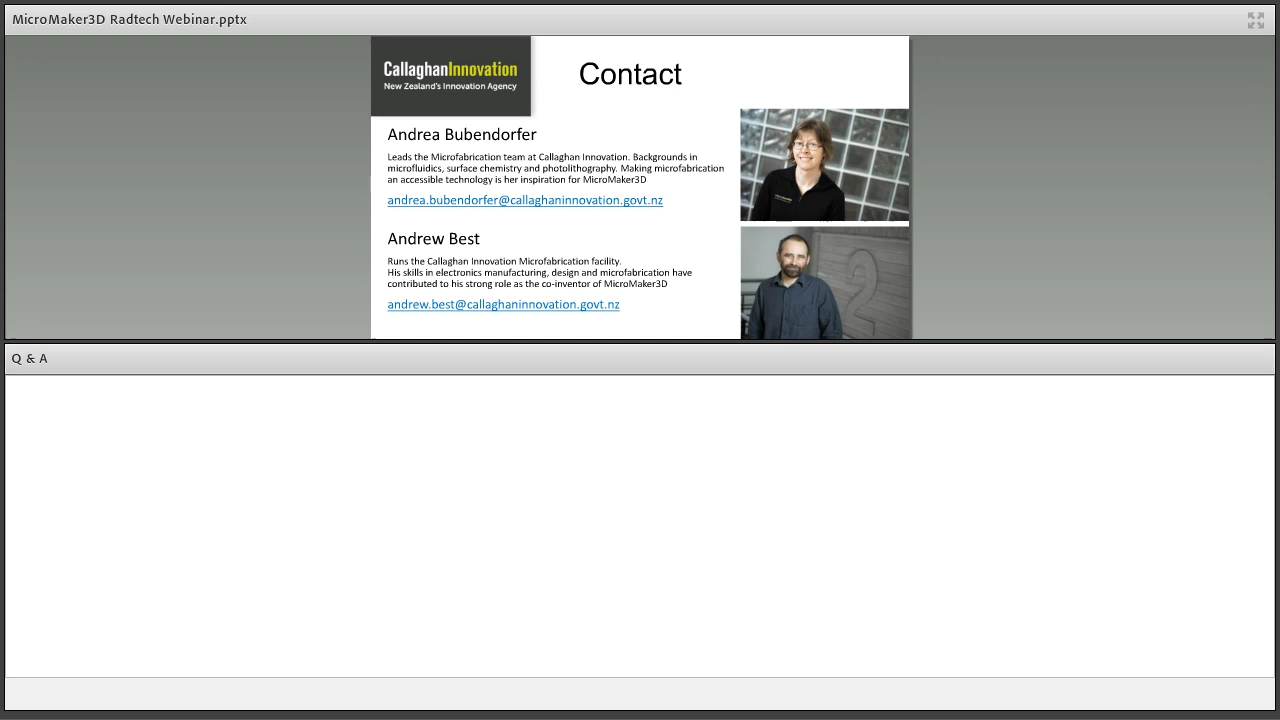 MicroMaker3D Radtech Webinar.pptx
CallaghanInnovation
New Zealand's Innovation Agency
Contact
Andrea Bubendorfer
Leads the Microfabrication team at Callaghan Innovation. Backgrounds in
microfluidics, surface chemistry and photolithography. Making microfabrication
an accessible technology is her inspiration for MicroMaker3D
andrea.bubendorfer@callaghaninnovation.govt.nz
Andrew Best
Runs the Callaghan Innovation Microfabrication facility.
His skills in electronics manufacturing, design and microfabrication have
contributed to his strong role as the co-inventor of MicroMaker3D
andrew.best@callaghaninnovation.govt.nz
2
Q & A